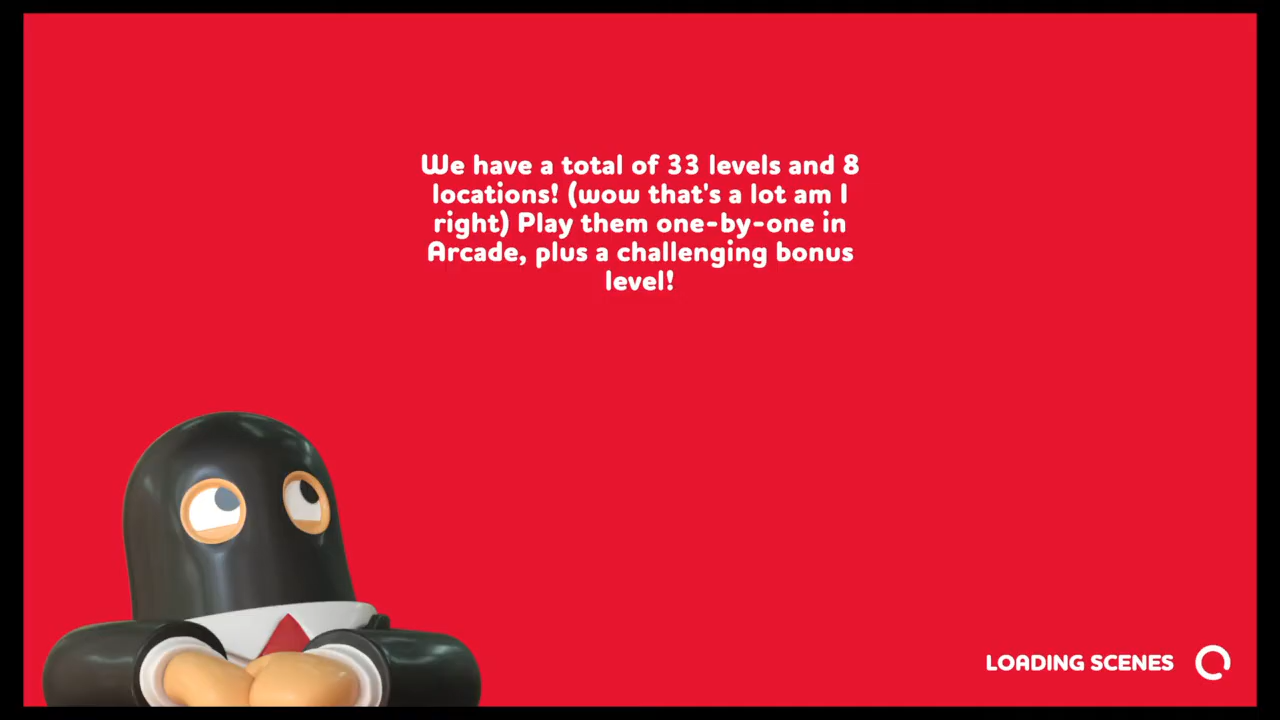 We have a total of 33 levels and 8
locations! (wow that's a lot am I
right) Play them one-by-one in
Arcade, plus a challenging bonus
level!
LOADING SCENES